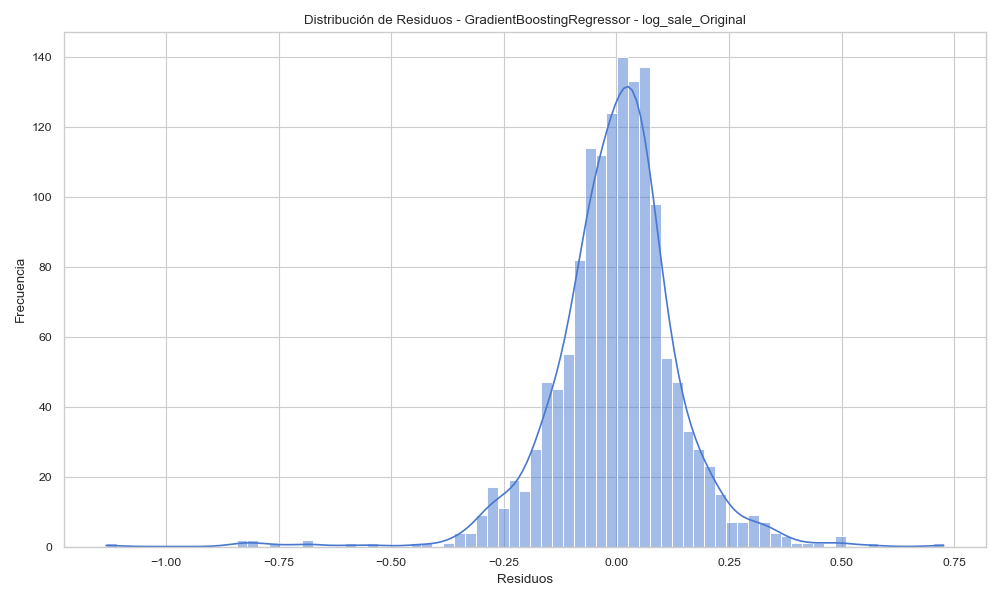 Distribución de Residuos - GradientBoostingRegressor - log_sale_Original
Frecuencia
140
120
100
80
60
40
20
0
−1.00 −0.75 −0.50 −0.25 0.00 0.25 0.50 0.75
Residuos